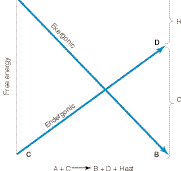 H
D
Exergonic
Free energy
Endergonic
C
C
B
A + C → B + D + Heat